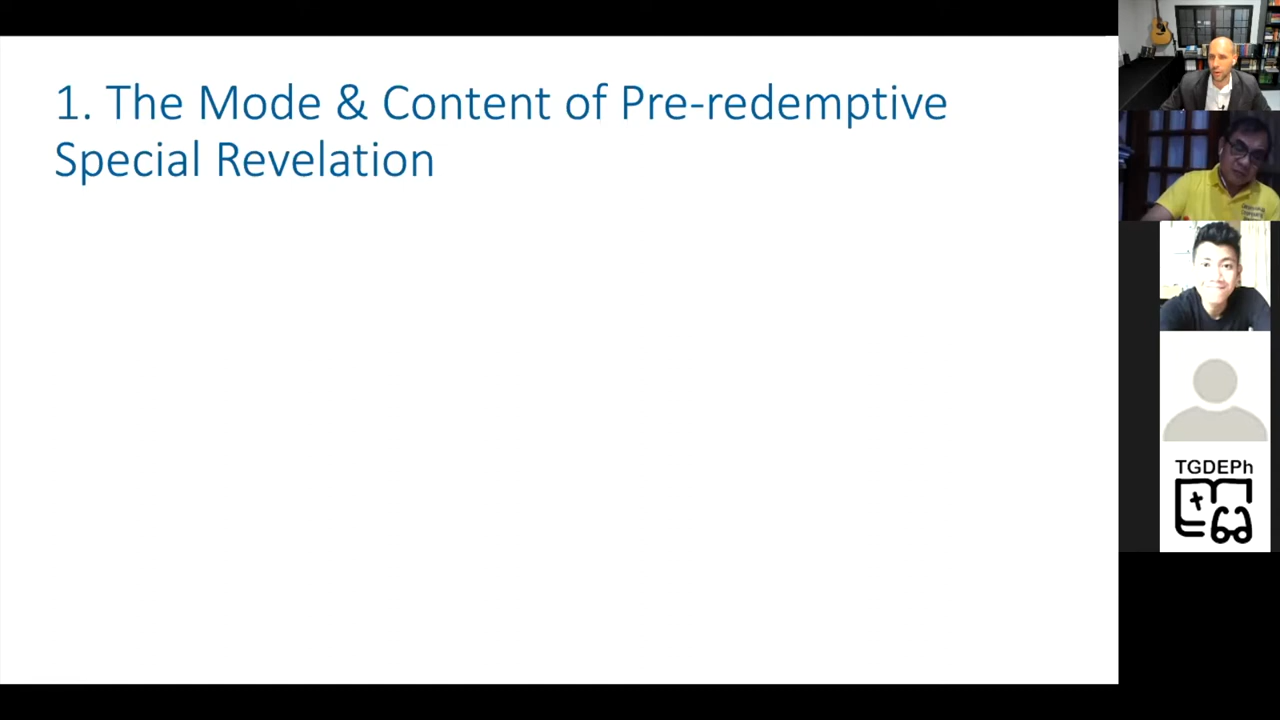 1. The Mode & Content of Pre-redemptive
Special Revelation
TGDEPh